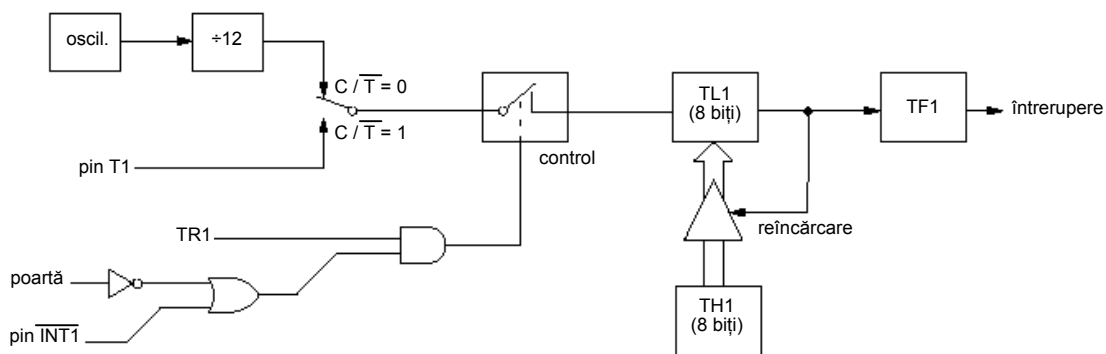 oscil.
÷12
C / T̅ = 0
C / T̅ = 1
pin T1
control
TL1
(8 biți)
TF1
întrerupere
reîncărcare
TR1
poartă
pin I̅N̅T̅1̅
TH1
(8 biți)